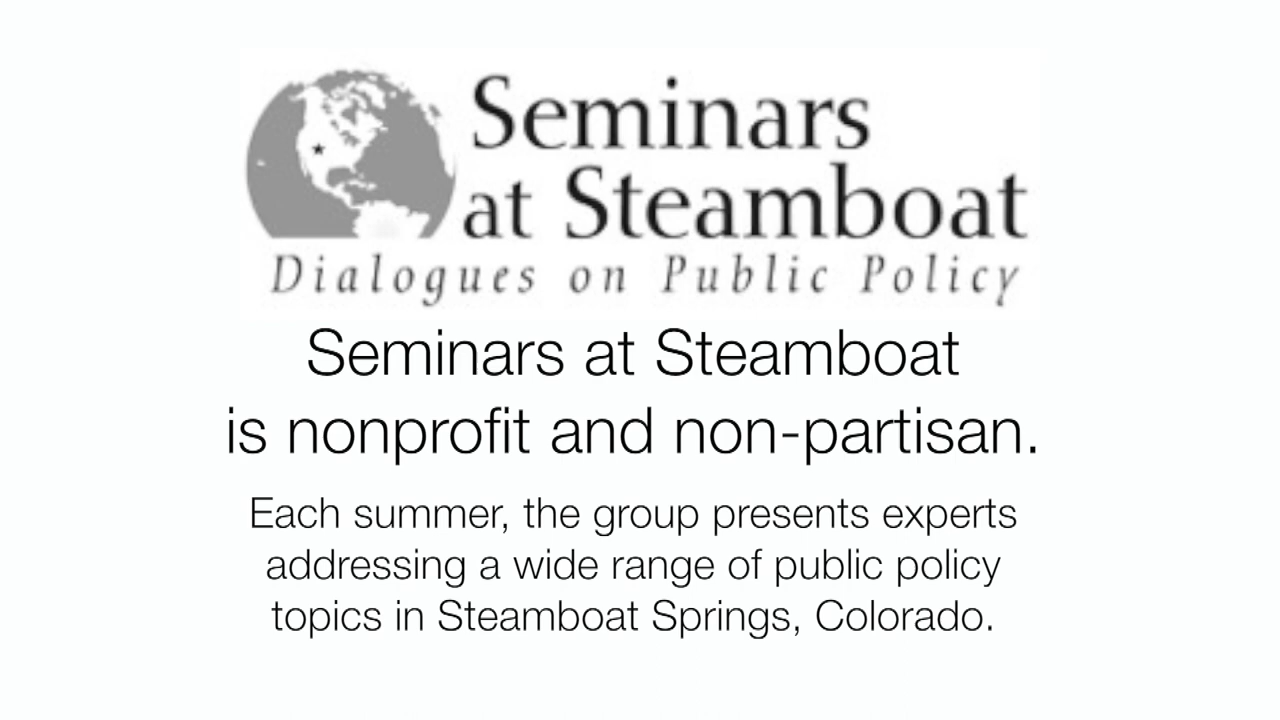 Seminars
at Steamboat
Dialogues on Public Policy
Seminars at Steamboat
is nonprofit and non-partisan.
Each summer, the group presents experts
addressing a wide range of public policy
topics in Steamboat Springs, Colorado.